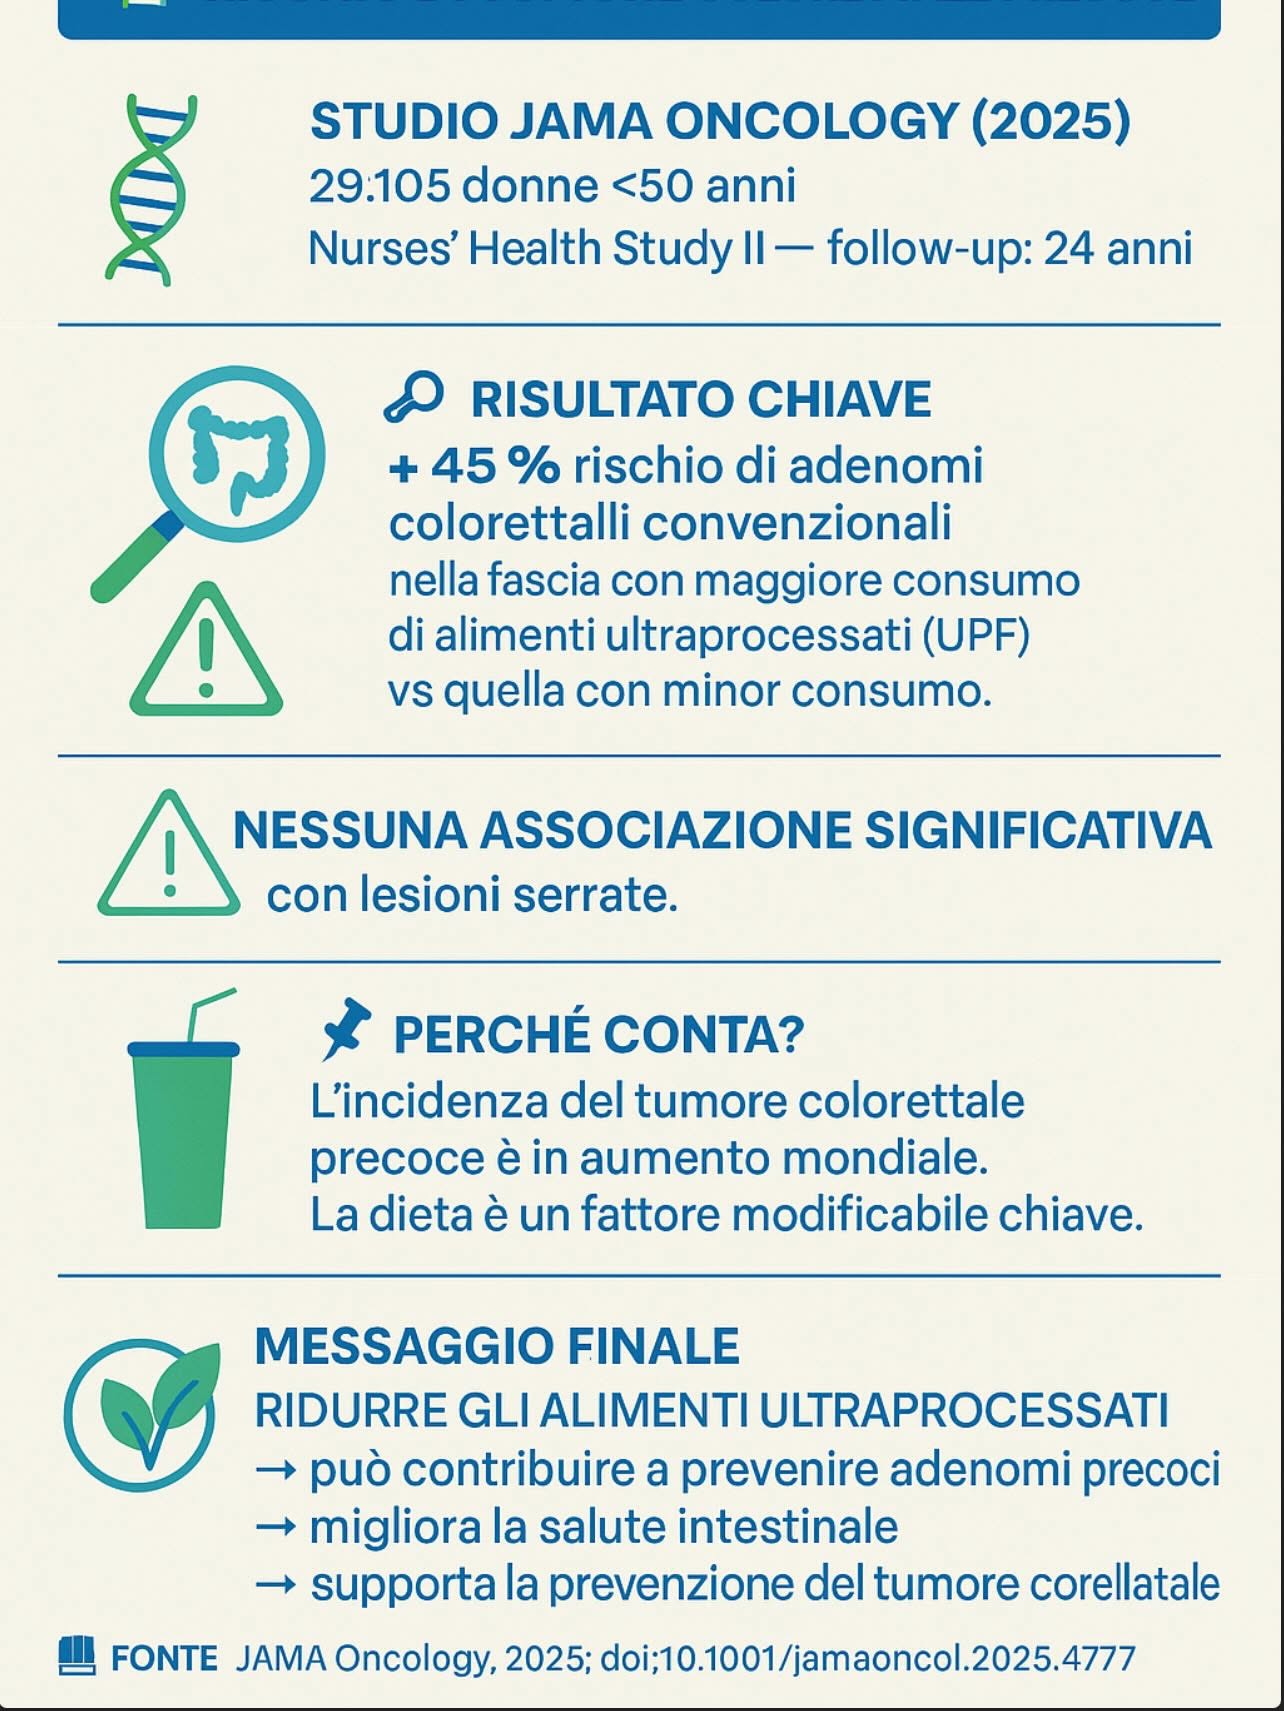 STUDIO JAMA ONCOLOGY (2025)
29.105 donne <50 anni
Nurses’ Health Study II — follow-up: 24 anni
RISULTATO CHIAVE
+ 45 % rischio di adenomi
colorettalli convenzionali
nella fascia con maggiore consumo
di alimenti ultraprocessati (UPF)
vs quella con minor consumo.
NESSUNA ASSOCIAZIONE SIGNIFICATIVA
con lesioni serrate.
PERCHÉ CONTA?
L’incidenza del tumore colorettale
precoce è in aumento mondiale.
La dieta è un fattore modificabile chiave.
MESSAGGIO FINALE
RIDURRE GLI ALIMENTI ULTRAPROCESSATI
→ può contribuire a prevenire adenomi precoci
→ migliora la salute intestinale
→ supporta la prevenzione del tumore corellatale
FONTE JAMA Oncology, 2025; doi;10.1001/jamaoncol.2025.4777